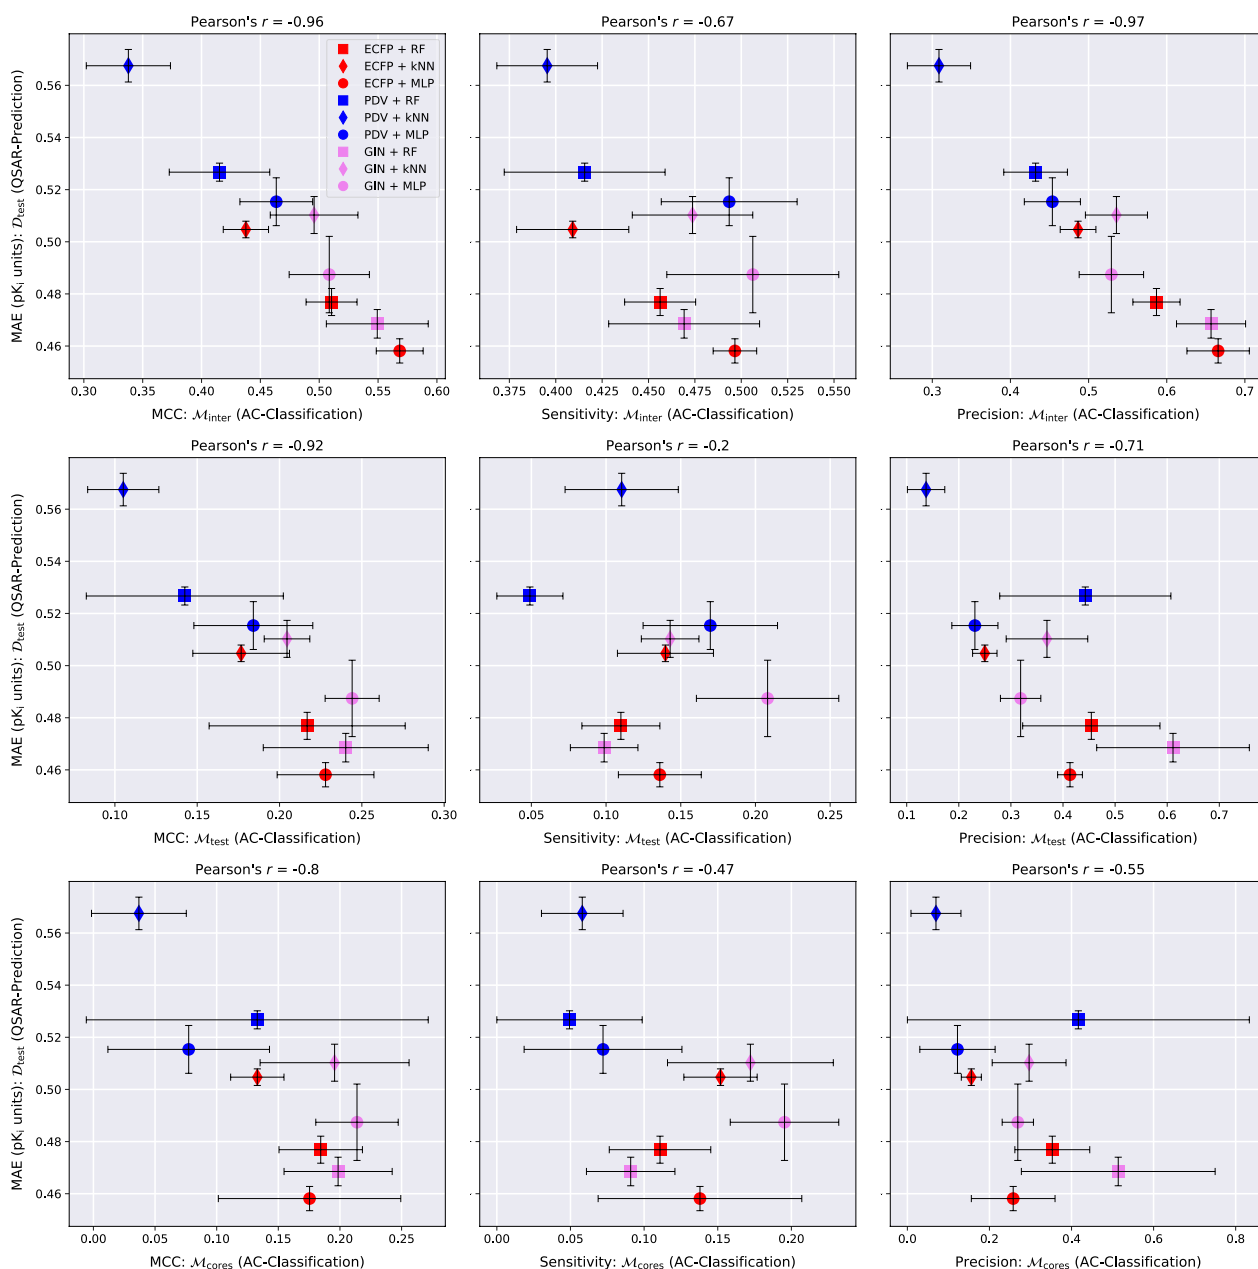 Pearson's r = -0.96
Pearson's r = -0.67
Pearson's r = -0.97
ECFP + RF
ECFP + kNN
ECFP + MLP
PDV + RF
PDV + kNN
PDV + MLP
GIN + RF
GIN + kNN
GIN + MLP
MAE (pKᵢ units): 𝒟test (QSAR-Prediction)
0.56
0.54
0.52
0.50
0.48
0.46
0.30 0.35 0.40 0.45 0.50 0.55 0.60
0.375 0.400 0.425 0.450 0.475 0.500 0.525 0.550
0.3 0.4 0.5 0.6 0.7
MCC: ℳinter (AC-Classification)
Sensitivity: ℳinter (AC-Classification)
Precision: ℳinter (AC-Classification)
Pearson's r = -0.92
Pearson's r = -0.2
Pearson's r = -0.71
MAE (pKᵢ units): 𝒟test (QSAR-Prediction)
0.56
0.54
0.52
0.50
0.48
0.46
0.10 0.15 0.20 0.25 0.30
0.05 0.10 0.15 0.20 0.25
0.1 0.2 0.3 0.4 0.5 0.6 0.7
MCC: ℳtest (AC-Classification)
Sensitivity: ℳtest (AC-Classification)
Precision: ℳtest (AC-Classification)
Pearson's r = -0.8
Pearson's r = -0.47
Pearson's r = -0.55
MAE (pKᵢ units): 𝒟test (QSAR-Prediction)
0.56
0.54
0.52
0.50
0.48
0.46
0.00 0.05 0.10 0.15 0.20 0.25
0.00 0.05 0.10 0.15 0.20
0.0 0.2 0.4 0.6 0.8
MCC: ℳcores (AC-Classification)
Sensitivity: ℳcores (AC-Classification)
Precision: ℳcores (AC-Classification)